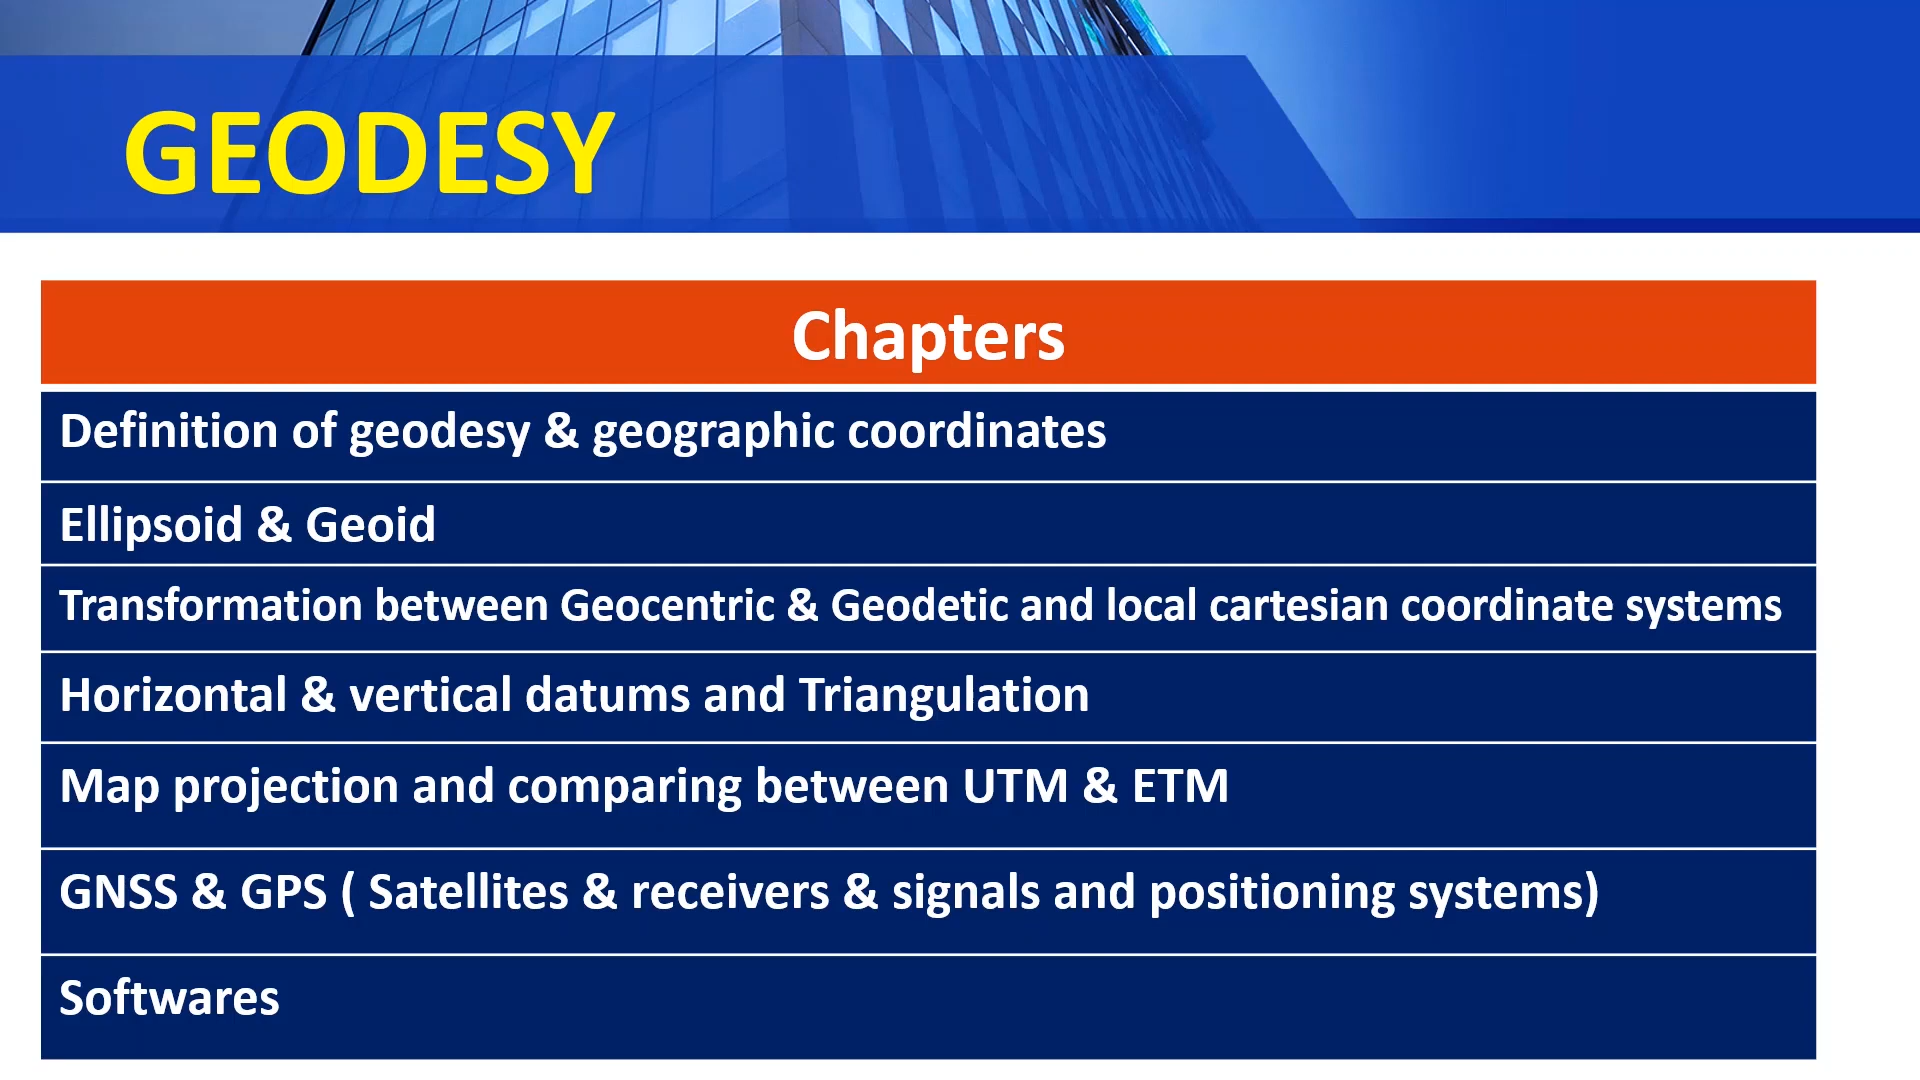 GEODESY
Chapters
Definition of geodesy & geographic coordinates
Ellipsoid & Geoid
Transformation between Geocentric & Geodetic and local cartesian coordinate systems
Horizontal & vertical datums and Triangulation
Map projection and comparing between UTM & ETM
GNSS & GPS ( Satellites & receivers & signals and positioning systems)
Softwares